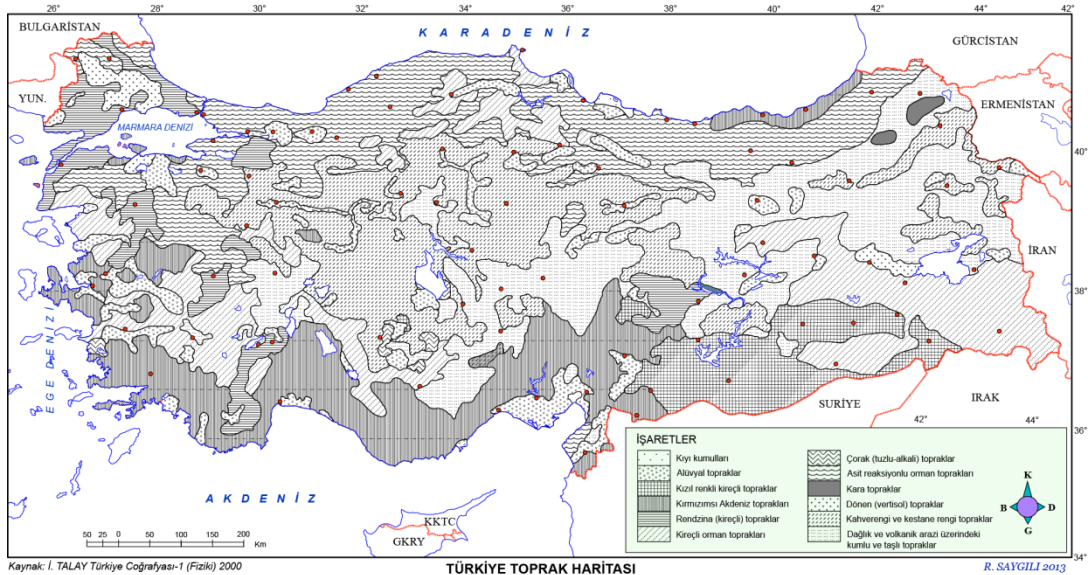 26° 28° 30° 32° 34° 36° 38° 40° 42° 44° 42°
BULGARİSTAN
KARADENİZ
GÜRCİSTAN
YUN.
ERMENİSTAN
MARMARA DENİZİ
40°
40°
İRAN
38°
38°
EGE DENİZİ
SURİYE
IRAK
42°
44°
36°
36°
AKDENİZ
KKTC
GKRY
34°
İŞARETLER
Kıyı kumulları
Alüvyal topraklar
Kızıl renkli kireçli topraklar
Kırmızımsı Akdeniz toprakları
Rendzina (kireçli) topraklar
Kireçli orman toprakları
Çorak (tuzlu-alkali) topraklar
Asit reaksiyonlu orman toprakları
Kara topraklar
Dönen (vertisol) topraklar
Kahverengi ve kestane rengi topraklar
Dağlık ve volkanik arazi üzerindeki
kumlu ve taşlı topraklar
K
B D
G
50 25 0 50 100 150 200
Km
Kaynak: İ. TALAY Türkiye Coğrafyası-1 (Fiziki) 2000
TÜRKİYE TOPRAK HARİTASI
R. SAYGILI 2013